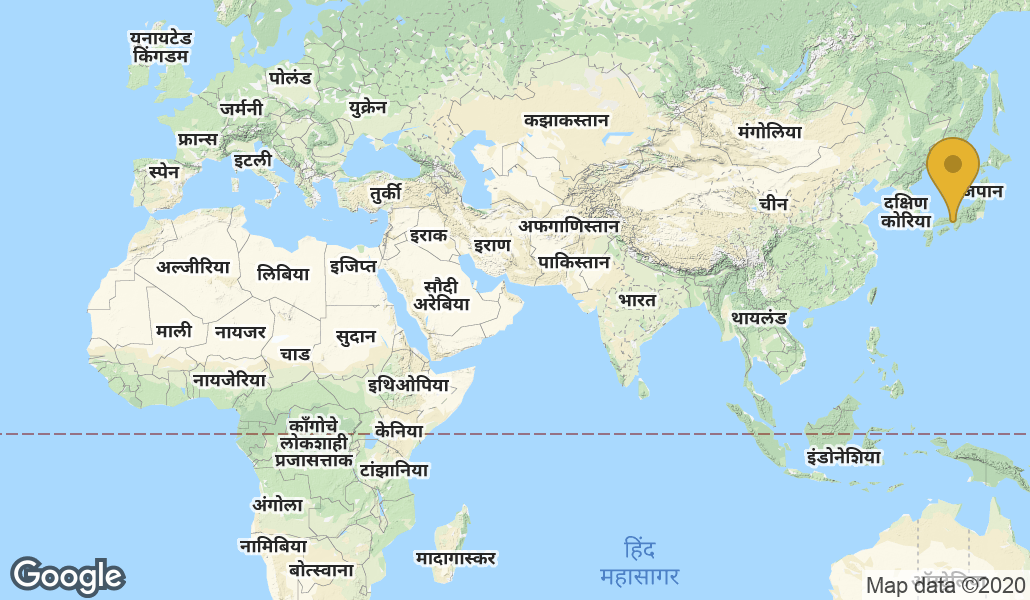 यनायटेड
किंगडम
पोलंड
जर्मनी
युक्रेन
फ्रान्स
इटली
स्पेन
तुर्की
कझाकस्तान
मंगोलिया
चीन
दक्षिण
कोरिया
इराक
इराण
अफगाणिस्तान
पाकिस्तान
अल्जीरिया
लिबिया
इजिप्त
सौदी
अरेबिया
भारत
थायलंड
माली
नायजर
चाड
सुदान
नायजेरिया
इथिओपिया
काँगोचे
लोकशाही
प्रजासत्ताक
केनिया
टांझानिया
इंडोनेशिया
अंगोला
नामिबिया
बोत्स्वाना
मादागास्कर
हिंद
महासागर
Google
Map data ©2020